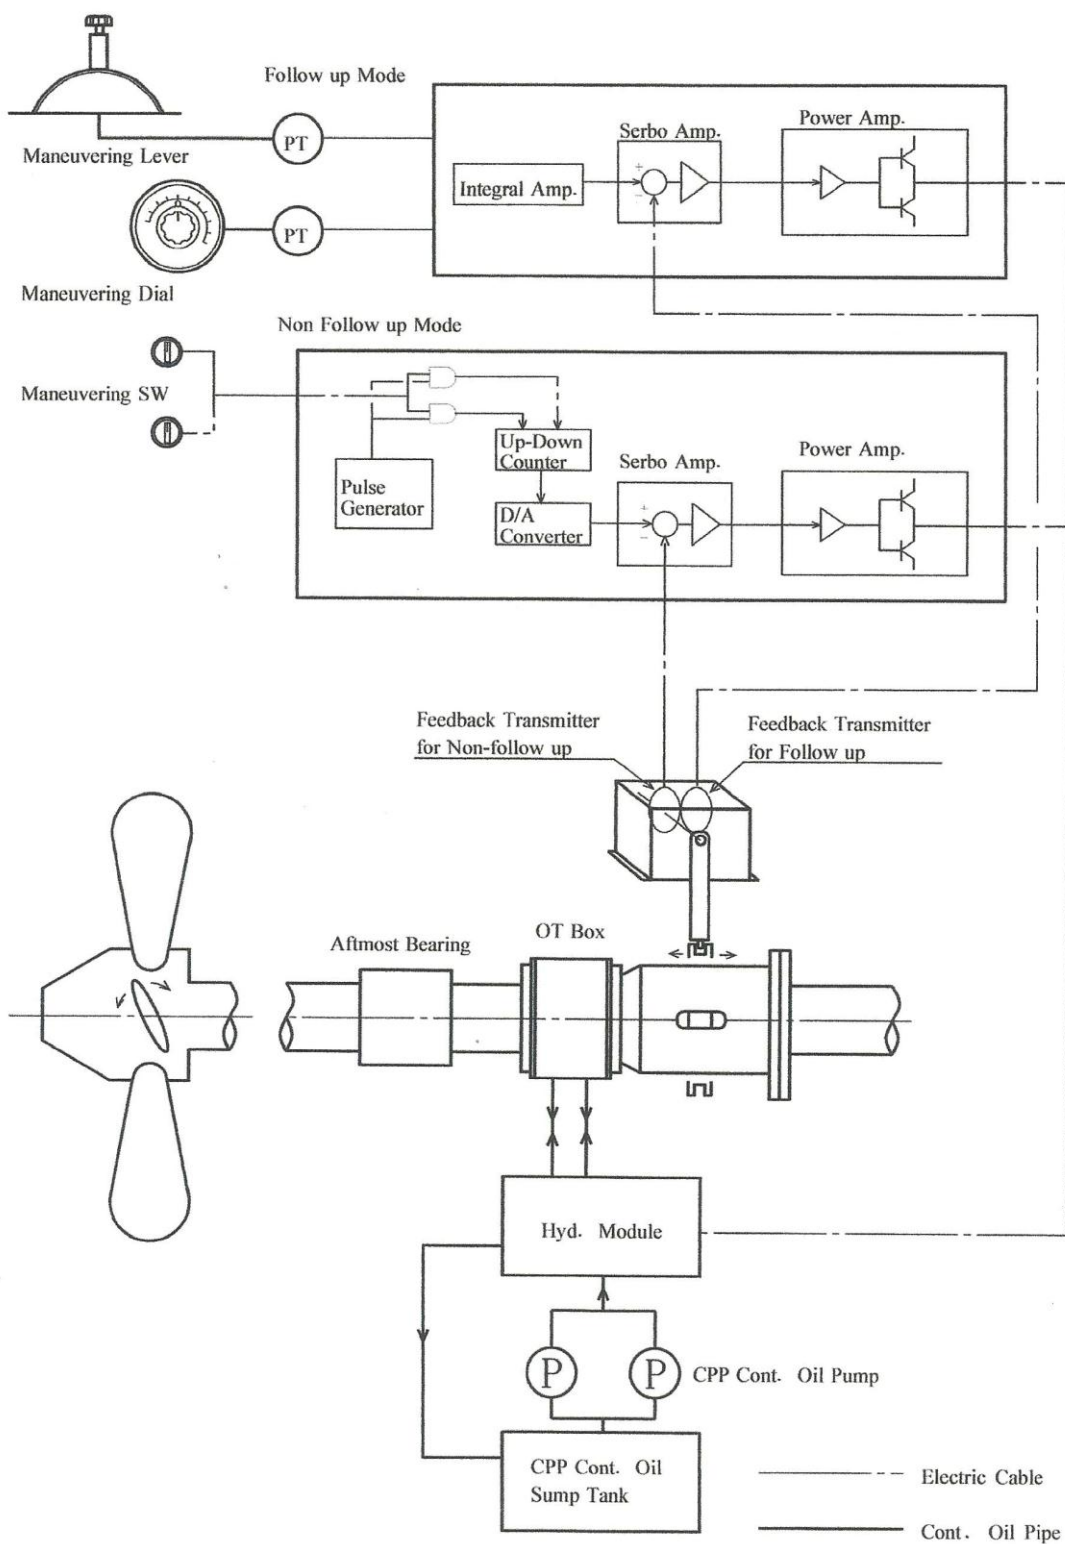 Follow up Mode
Maneuvering Lever
PT
Serbo Amp.
Power Amp.
Integral Amp.
+
−
PT
Maneuvering Dial
Non Follow up Mode
Maneuvering SW
Up-Down
Counter
Pulse
Generator
D/A
Converter
Serbo Amp.
+
−
Power Amp.
Feedback Transmitter
for Non-follow up
Feedback Transmitter
for Follow up
Aftmost Bearing
OT Box
Hyd. Module
P
P
CPP Cont. Oil Pump
CPP Cont. Oil
Sump Tank
Electric Cable
Cont. Oil Pipe